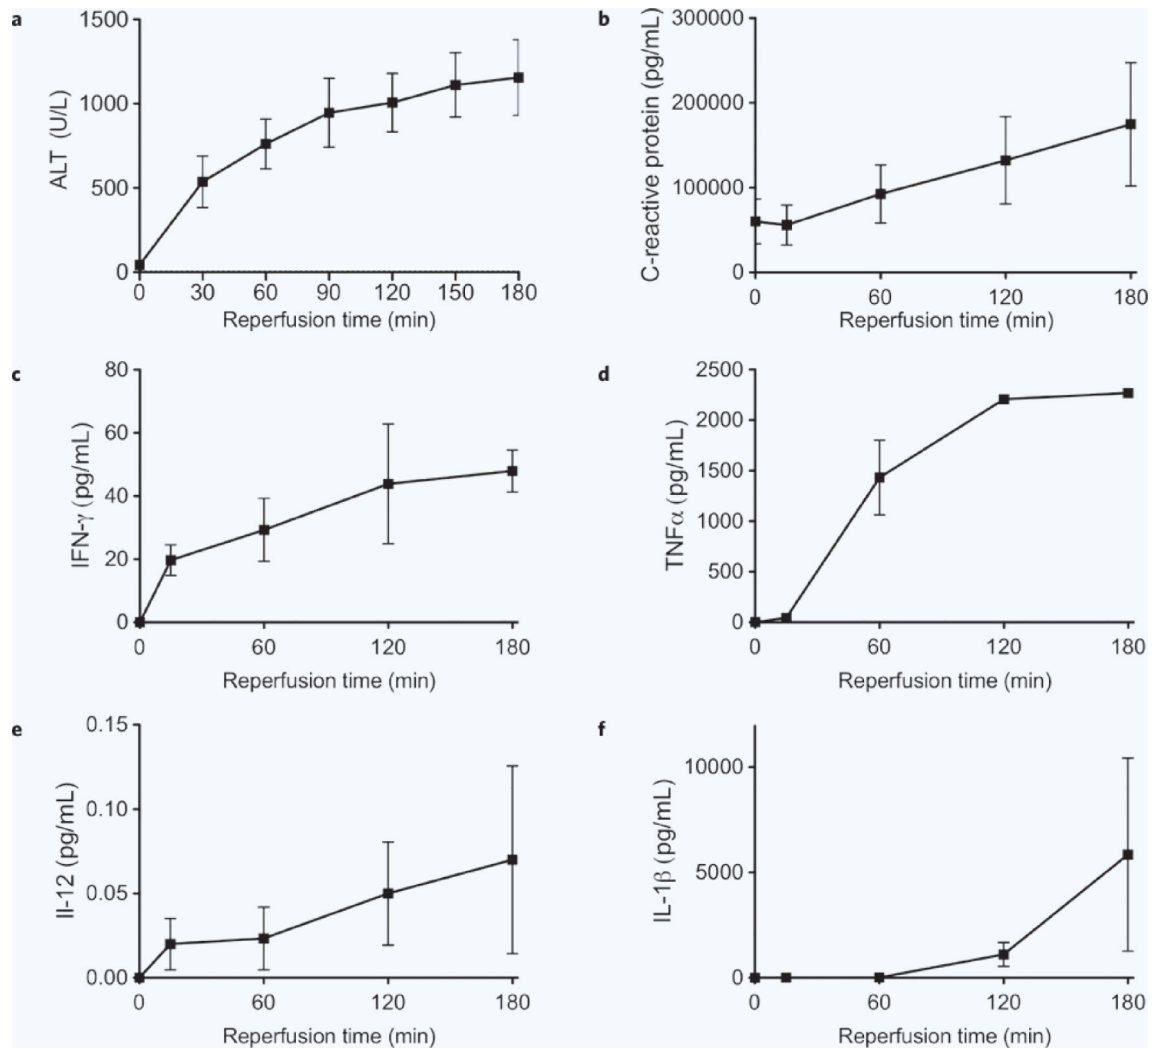 a
1500
1000
500
0
ALT (U/L)
0 30 60 90 120 150 180
Reperfusion time (min)
b
300000
200000
100000
0
C-reactive protein (pg/mL)
0 60 120 180
Reperfusion time (min)
c
80
60
40
20
0
IFN-γ (pg/mL)
0 60 120 180
Reperfusion time (min)
d
2500
2000
1500
1000
500
0
TNFα (pg/mL)
0 60 120 180
Reperfusion time (min)
e
0.15
0.10
0.05
0.00
Il-12 (pg/mL)
0 60 120 180
Reperfusion time (min)
f
10000
5000
0
IL-1β (pg/mL)
0 60 120 180
Reperfusion time (min)